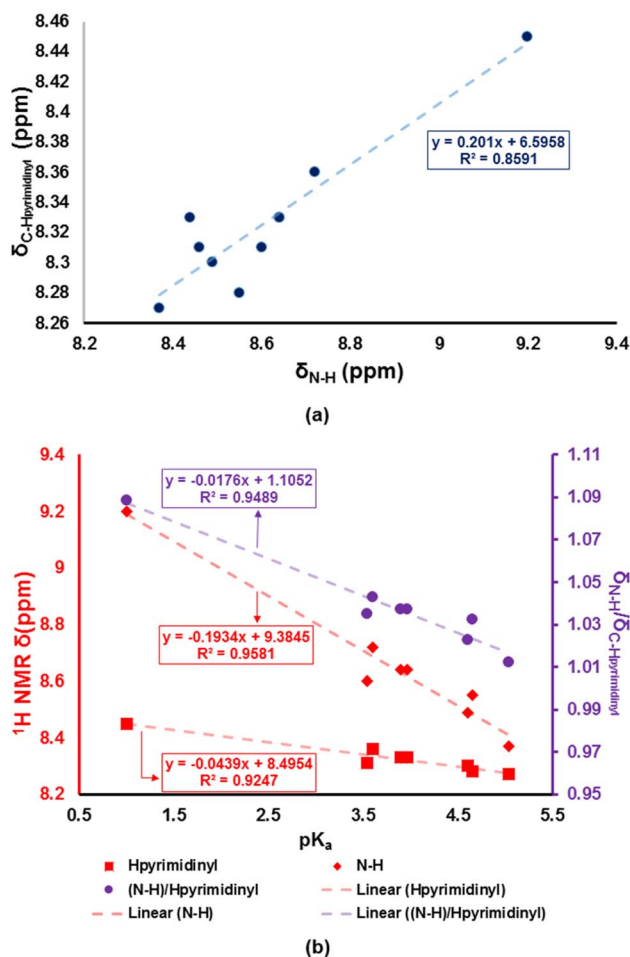 (a)
8.46
8.44
8.42
8.4
8.38
8.36
8.34
8.32
8.3
8.28
8.26
δC-Hpyrimidinyl (ppm)
y = 0.201x + 6.5958
R² = 0.8591
8.2 8.4 8.6 8.8 9 9.2 9.4
δN-H (ppm)
(a)
9.4
9.2
9
8.8
8.6
8.4
8.2
¹H NMR δ(ppm)
y = -0.0176x + 1.1052
R² = 0.9489
y = -0.1934x + 9.3845
R² = 0.9581
y = -0.0439x + 8.4954
R² = 0.9247
1.11
1.09
1.07
1.05
1.03
1.01
0.99
0.97
0.95
δN-H/δC-Hpyrimidinyl
0.5 1.5 2.5 3.5 4.5 5.5
pKa
Hpyrimidinyl N-H
(N-H)/Hpyrimidinyl Linear (Hpyrimidinyl)
Linear (N-H) Linear ((N-H)/Hpyrimidinyl)
(b)